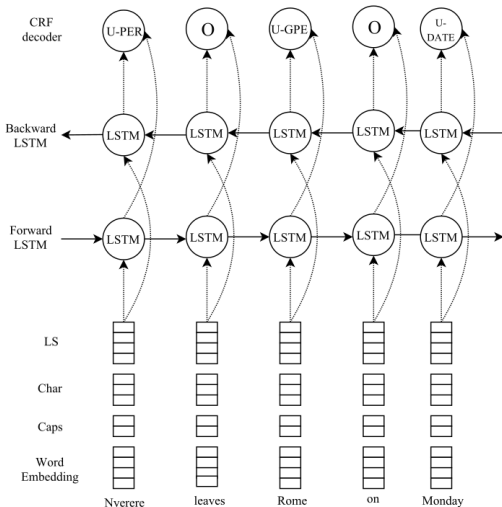 CRF
decoder
U-PER
O
U-GPE
O
U-
DATE
Backward
LSTM
LSTM
LSTM
LSTM
LSTM
LSTM
Forward
LSTM
LSTM
LSTM
LSTM
LSTM
LSTM
LS
Char
Caps
Word
Embedding
Nyerere
leaves
Rome
on
Monday